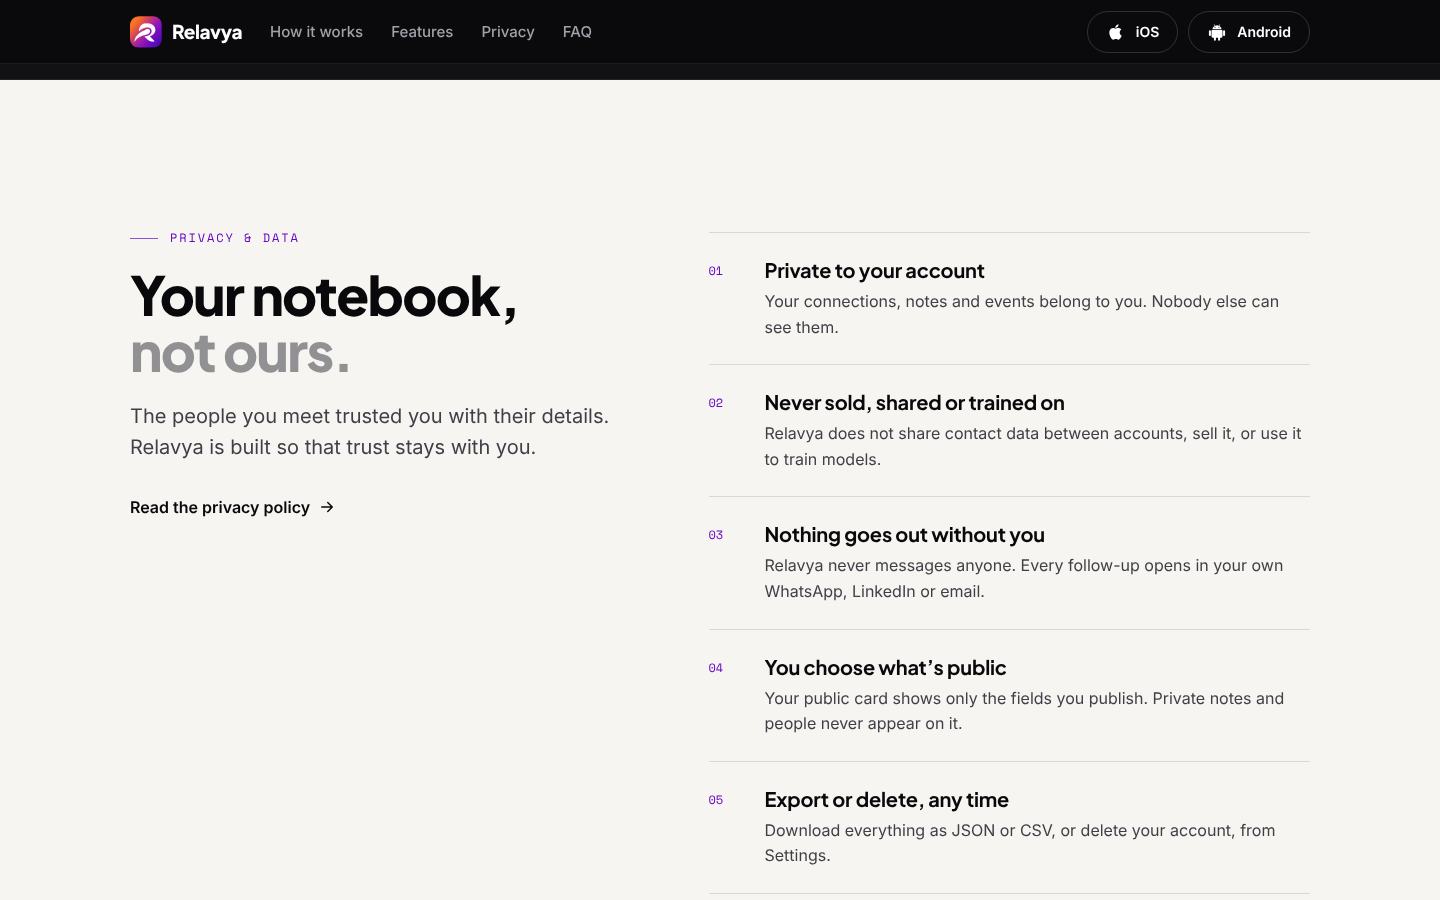 Relavya
How it works
Features
Privacy
FAQ
iOS
Android
PRIVACY & DATA
Your notebook,
not ours.
The people you meet trusted you with their details.
Relavya is built so that trust stays with you.
Read the privacy policy →
01
Private to your account
Your connections, notes and events belong to you. Nobody else can
see them.
02
Never sold, shared or trained on
Relavya does not share contact data between accounts, sell it, or use it
to train models.
03
Nothing goes out without you
Relavya never messages anyone. Every follow-up opens in your own
WhatsApp, LinkedIn or email.
04
You choose what’s public
Your public card shows only the fields you publish. Private notes and
people never appear on it.
05
Export or delete, any time
Download everything as JSON or CSV, or delete your account, from
Settings.